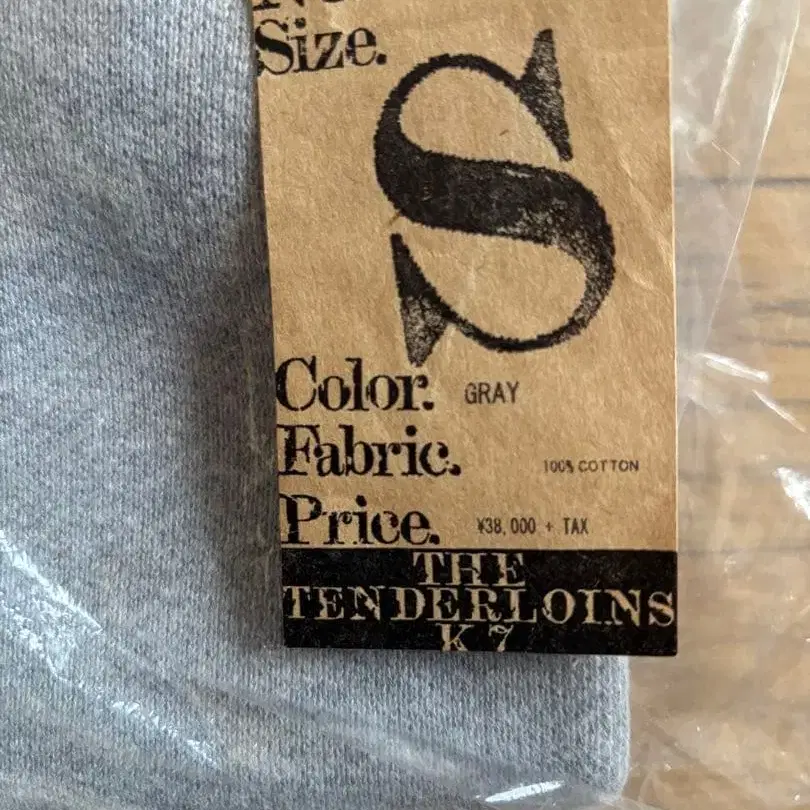 Size.
S
Color. GRAY
Fabric. 100% COTTON
Price. ¥38,000 + TAX
THE
TENDERLOINS
K 7